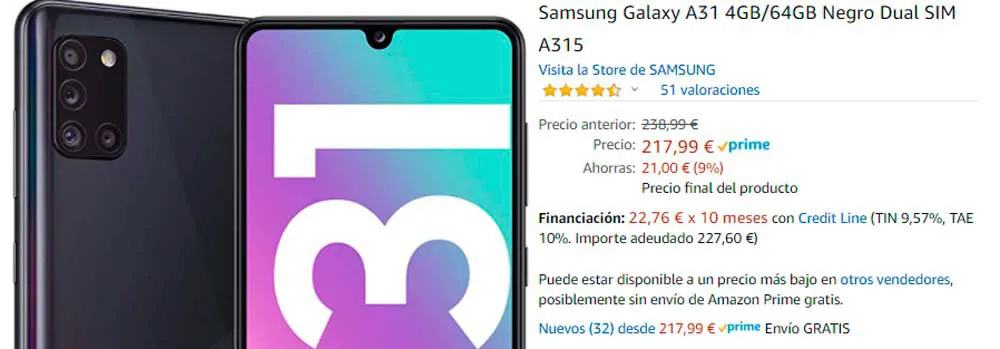 31
Samsung Galaxy A31 4GB/64GB Negro Dual SIM
A315
Visita la Store de SAMSUNG
51 valoraciones
Precio anterior: 238,99 €
Precio: 217,99 € prime
Ahorras: 21,00 € (9%)
Precio final del producto
Financiación: 22,76 € x 10 meses con Credit Line (TIN 9,57%, TAE
10%. Importe adeudado 227,60 €)
Puede estar disponible a un precio más bajo en otros vendedores,
posiblemente sin envío de Amazon Prime gratis.
Nuevos (32) desde 217,99 € prime Envío GRATIS